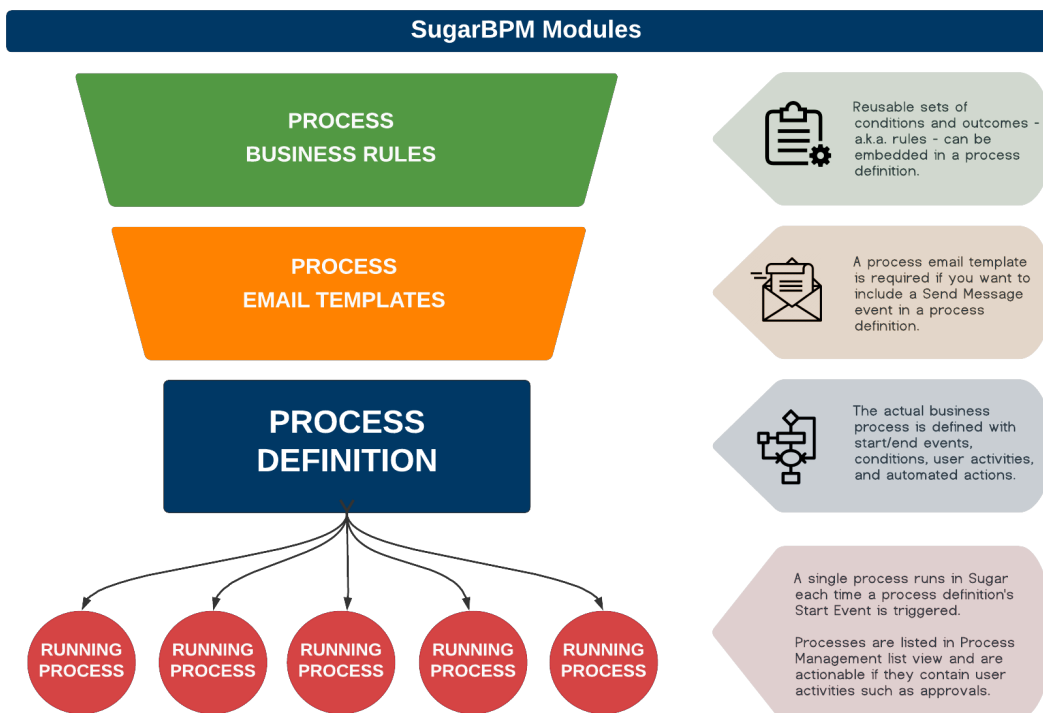 SugarBPM Modules
PROCESS
BUSINESS RULES
Reusable sets of
conditions and outcomes -
a.k.a. rules - can be
embedded in a process
definition.
PROCESS
EMAIL TEMPLATES
A process email template
is required if you want to
include a Send Message
event in a process
definition.
PROCESS
DEFINITION
The actual business
process is defined with
start/end events,
conditions, user activities,
and automated actions.
RUNNING
PROCESS
RUNNING
PROCESS
RUNNING
PROCESS
RUNNING
PROCESS
RUNNING
PROCESS
A single process runs in Sugar
each time a process definition's
Start Event is triggered.
Processes are listed in Process
Management list view and are
actionable if they contain user
activities such as approvals.